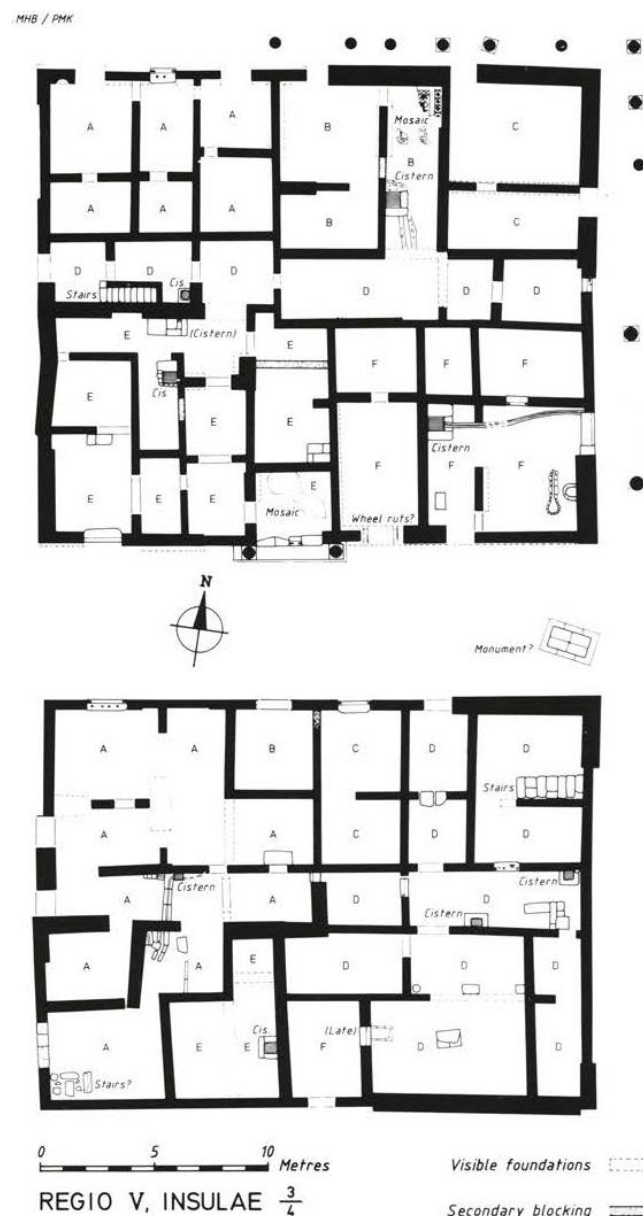 MHB / PMK
A
A
A
B
Mosaic
C
B
Cistern
A
A
A
B
C
D
D
D
D
D
D
Stairs
Cis
E
(Cistern)
E
F
F
F
E
Cis
E
E
E
Cistern
F
F
F
E
E
E
E
Mosaic
Wheel ruts?
N
Monument?
A
A
B
C
D
D
Stairs
A
A
C
D
D
Cistern
A
A
D
D
Cistern
Cistern
A
A
E
D
D
D
A
E
E
Cis
F
(Late)
D
D
Stairs?
0 5 10 Metres
Visible foundations
REGIO V, INSULAE 3/4
Secondary blocking